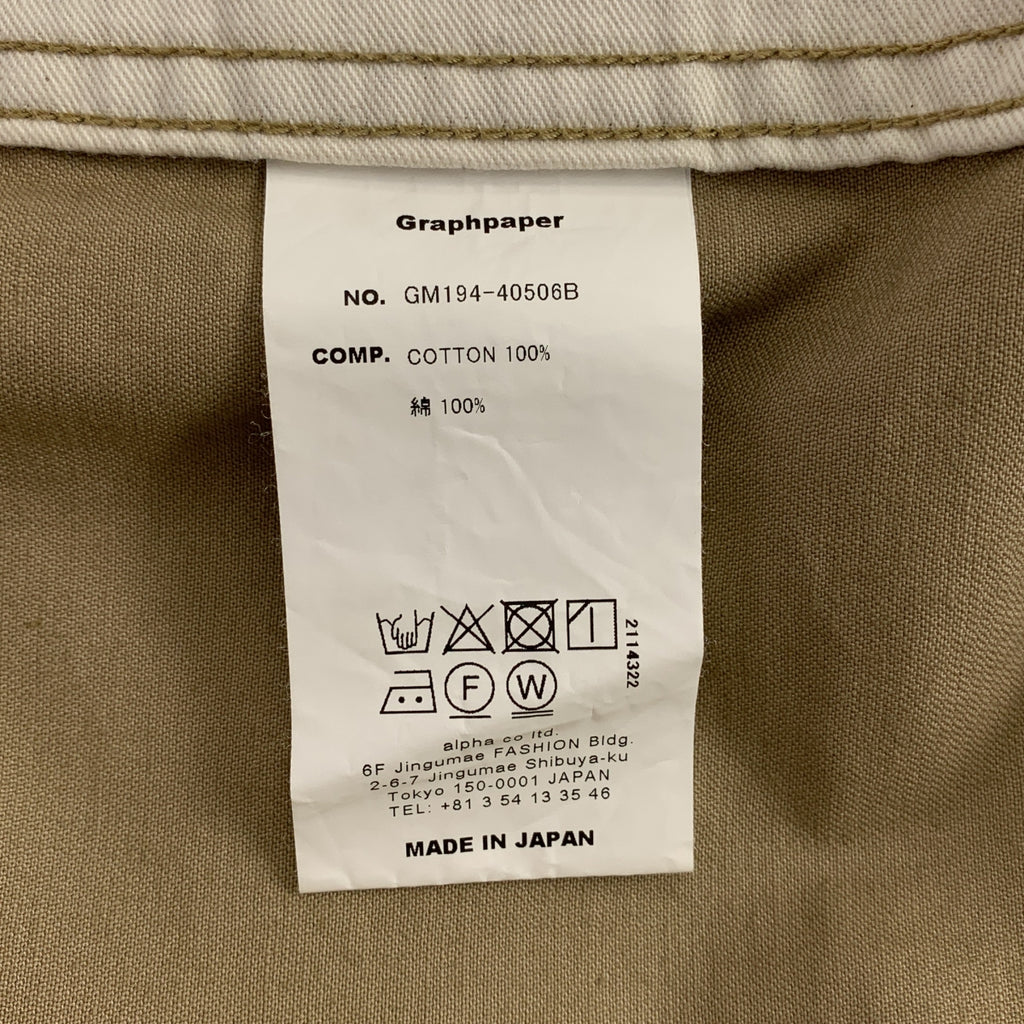 Graphpaper
NO. GM194-40506B
COMP. COTTON 100%
綿 100%
2114322
F W
alpha co ltd.
6F Jingumae FASHION Bldg.
2-6-7 Jingumae Shibuya-ku
Tokyo 150-0001 JAPAN
TEL: +81 3 54 13 35 46
MADE IN JAPAN